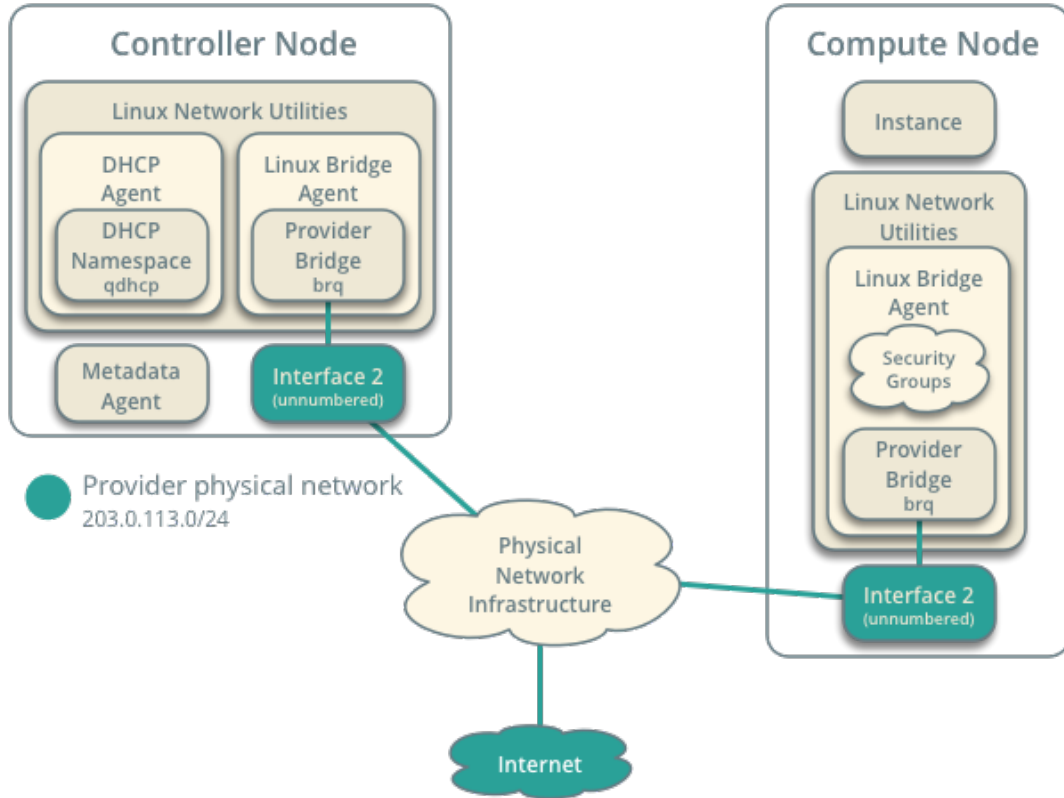 Controller Node
Linux Network Utilities
DHCP
Agent
DHCP
Namespace
qdhcp
Linux Bridge
Agent
Provider
Bridge
brq
Metadata
Agent
Interface 2
(unnumbered)
Provider physical network
203.0.113.0/24
Physical
Network
Infrastructure
Internet
Compute Node
Instance
Linux Network
Utilities
Linux Bridge
Agent
Security
Groups
Provider
Bridge
brq
Interface 2
(unnumbered)